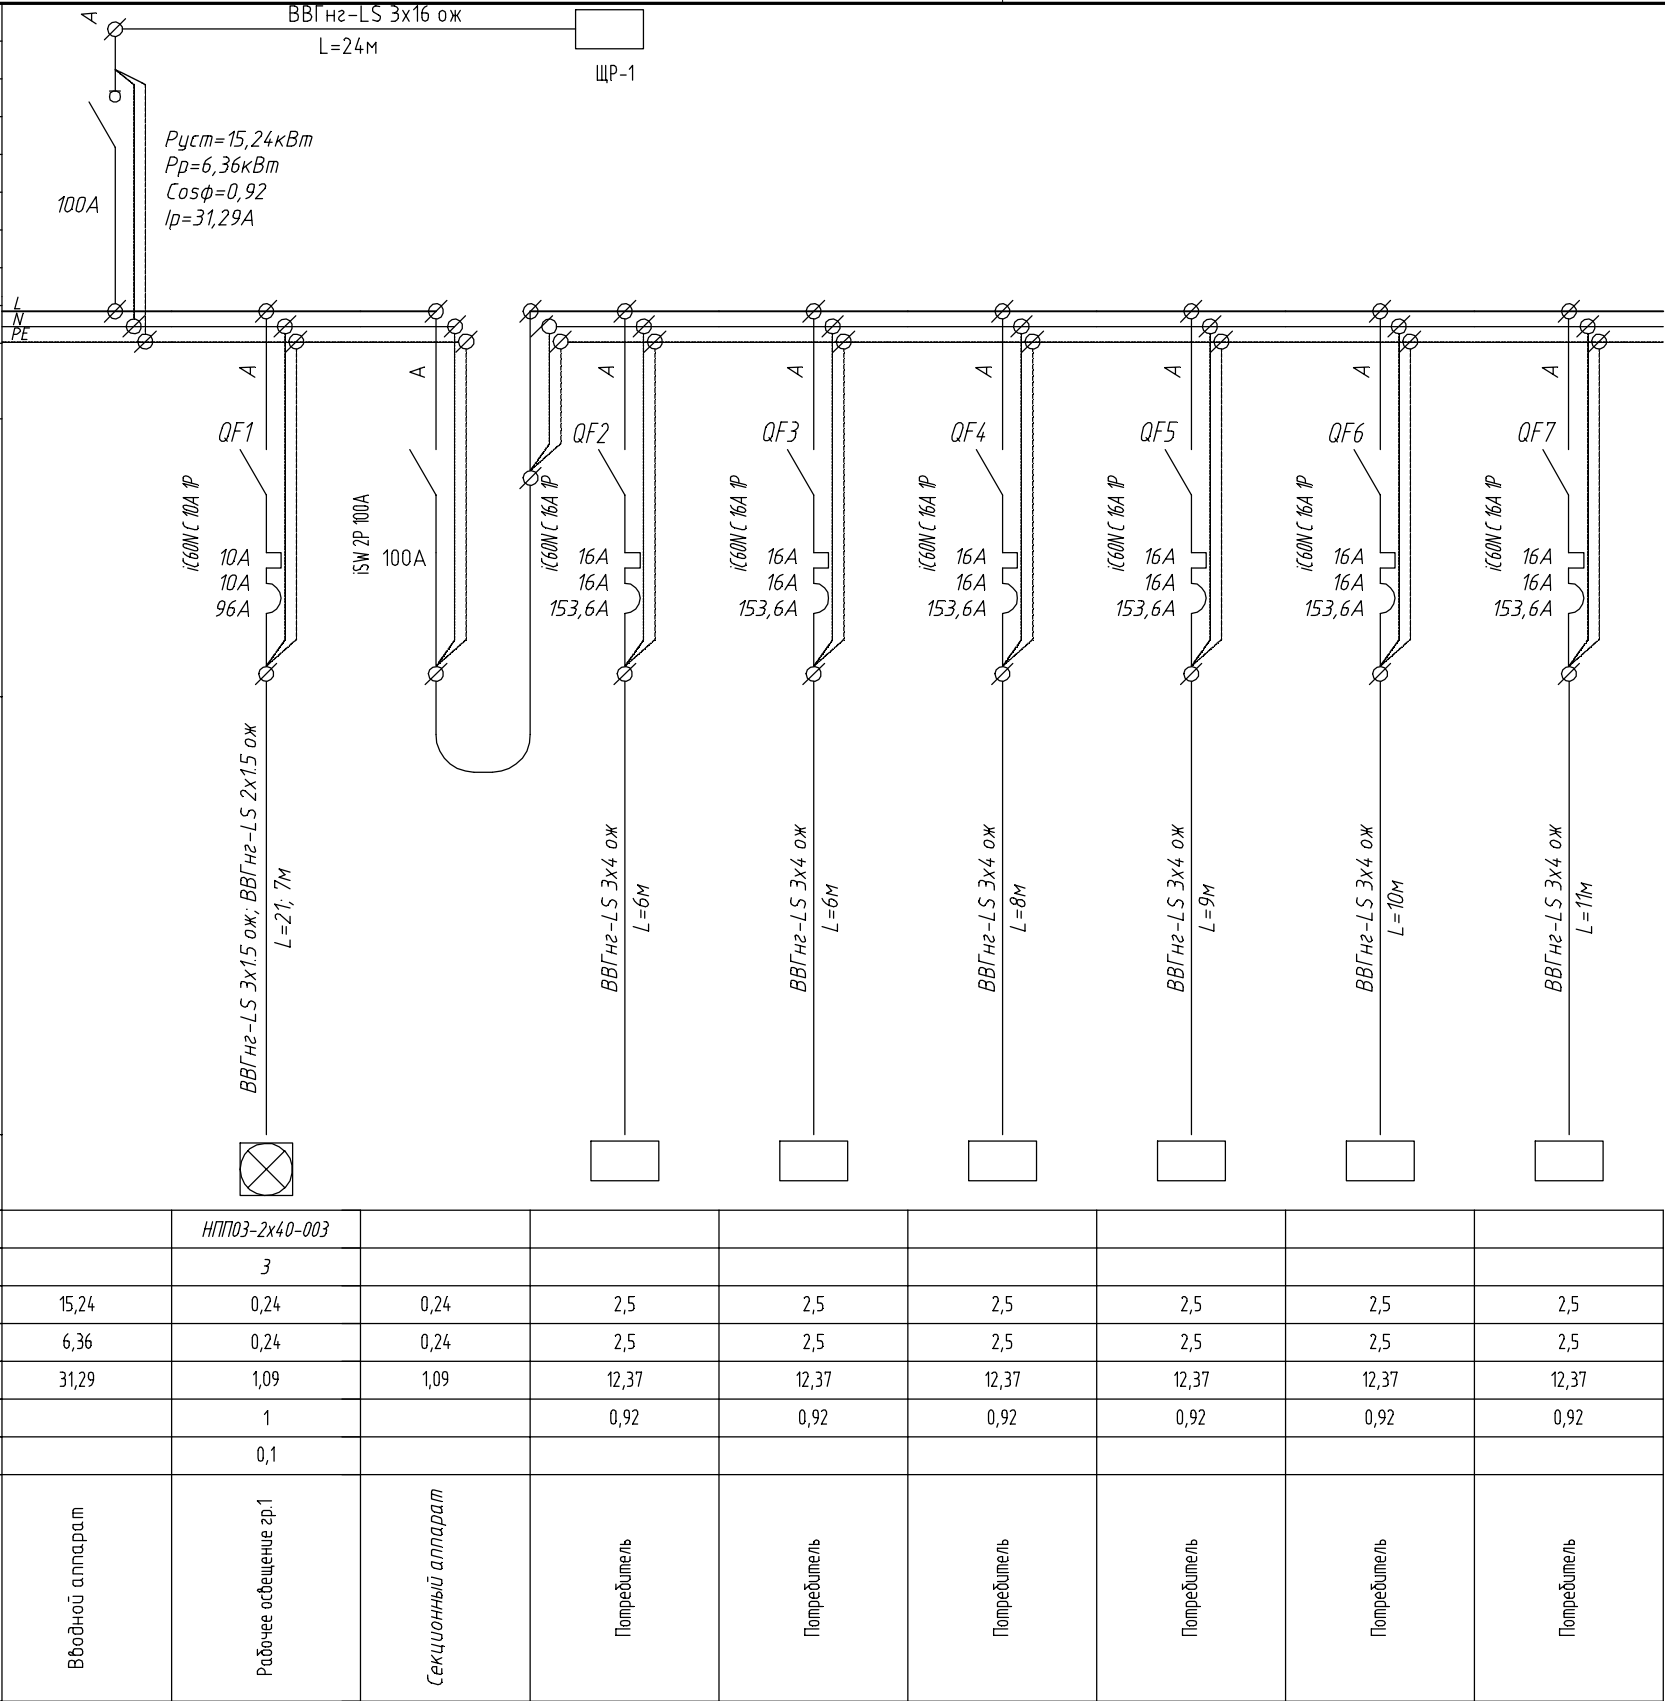 A
ВВГнг-LS 3х16 ож
L=24м
ЩР-1
Руст=15,24кВт
Рр=6,36кВт
Cosφ=0,92
Iр=31,29А
100А
L
N
PE
A
A
A
A
A
A
A
A
QF1
QF2
QF3
QF4
QF5
QF6
QF7
iC60N C 10A 1P
10А
10А
96А
iSW 2P 100A
100А
iC60N C 16A 1P
16А
16А
153,6А
iC60N C 16A 1P
16А
16А
153,6А
iC60N C 16A 1P
16А
16А
153,6А
iC60N C 16A 1P
16А
16А
153,6А
iC60N C 16A 1P
16А
16А
153,6А
iC60N C 16A 1P
16А
16А
153,6А
ВВГнг-LS 3х1.5 ож; ВВГнг-LS 2х1.5 ож
L=21; 7м
ВВГнг-LS 3х4 ож
L=6м
ВВГнг-LS 3х4 ож
L=6м
ВВГнг-LS 3х4 ож
L=8м
ВВГнг-LS 3х4 ож
L=9м
ВВГнг-LS 3х4 ож
L=10м
ВВГнг-LS 3х4 ож
L=11м
НПП03-2х40-003
3
15,24 0,24 0,24 2,5 2,5 2,5 2,5 2,5 2,5
6,36 0,24 0,24 2,5 2,5 2,5 2,5 2,5 2,5
31,29 1,09 1,09 12,37 12,37 12,37 12,37 12,37 12,37
1 0,92 0,92 0,92 0,92 0,92 0,92
0,1
Вводной аппарат
Рабочее освещение гр.1
Секционный аппарат
Потребитель
Потребитель
Потребитель
Потребитель
Потребитель
Потребитель